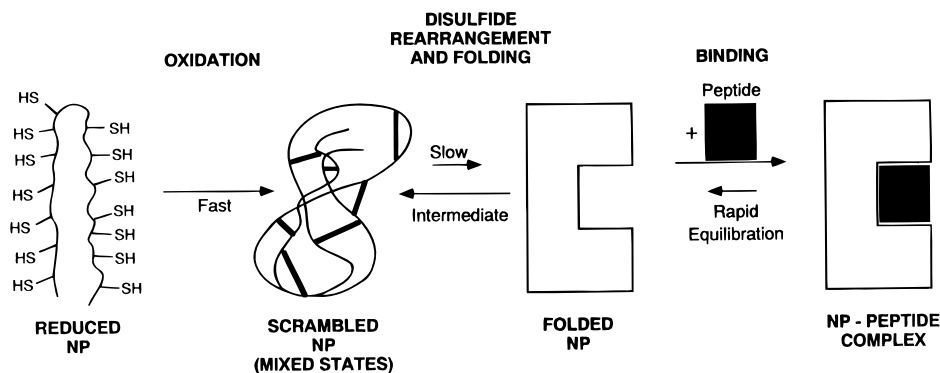 OXIDATION
DISULFIDE
REARRANGEMENT
AND FOLDING
BINDING
HS
HS
HS
HS
HS
HS
HS
SH
SH
SH
SH
SH
SH
SH
Fast
Slow
Intermediate
Peptide
+
Rapid
Equilibration
REDUCED
NP
SCRAMBLED
NP
(MIXED STATES)
FOLDED
NP
NP - PEPTIDE
COMPLEX